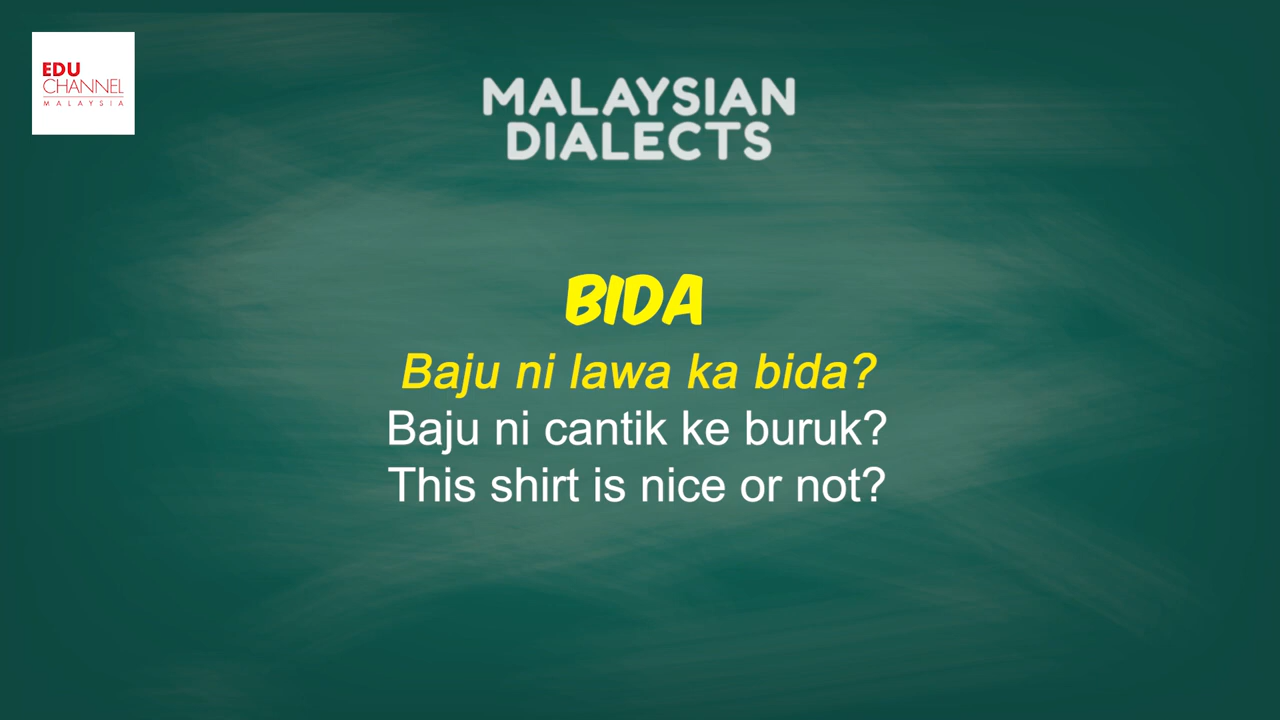 EDU
CHANNEL
MALAYSIA
MALAYSIAN
DIALECTS
BIDA
Baju ni lawa ka bida?
Baju ni cantik ke buruk?
This shirt is nice or not?